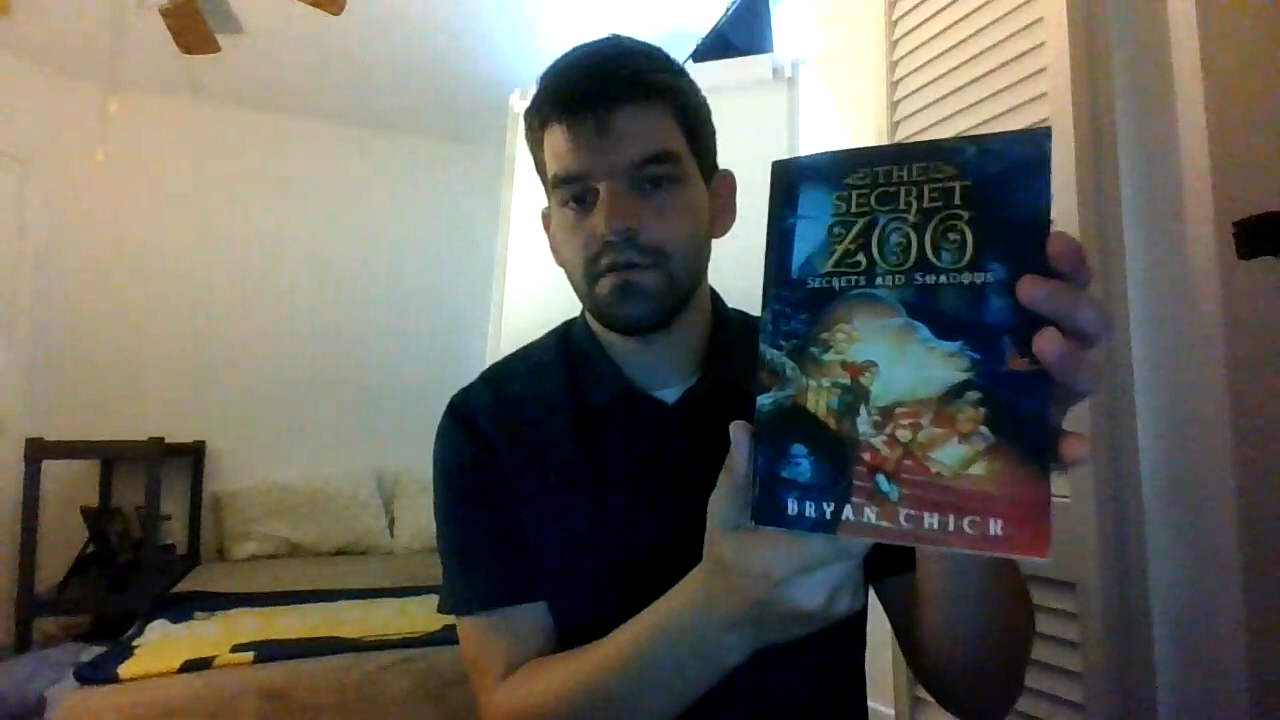 THE
SECRET
ZOO
SECRETS AND SHADOWS
BRYAN CHICK